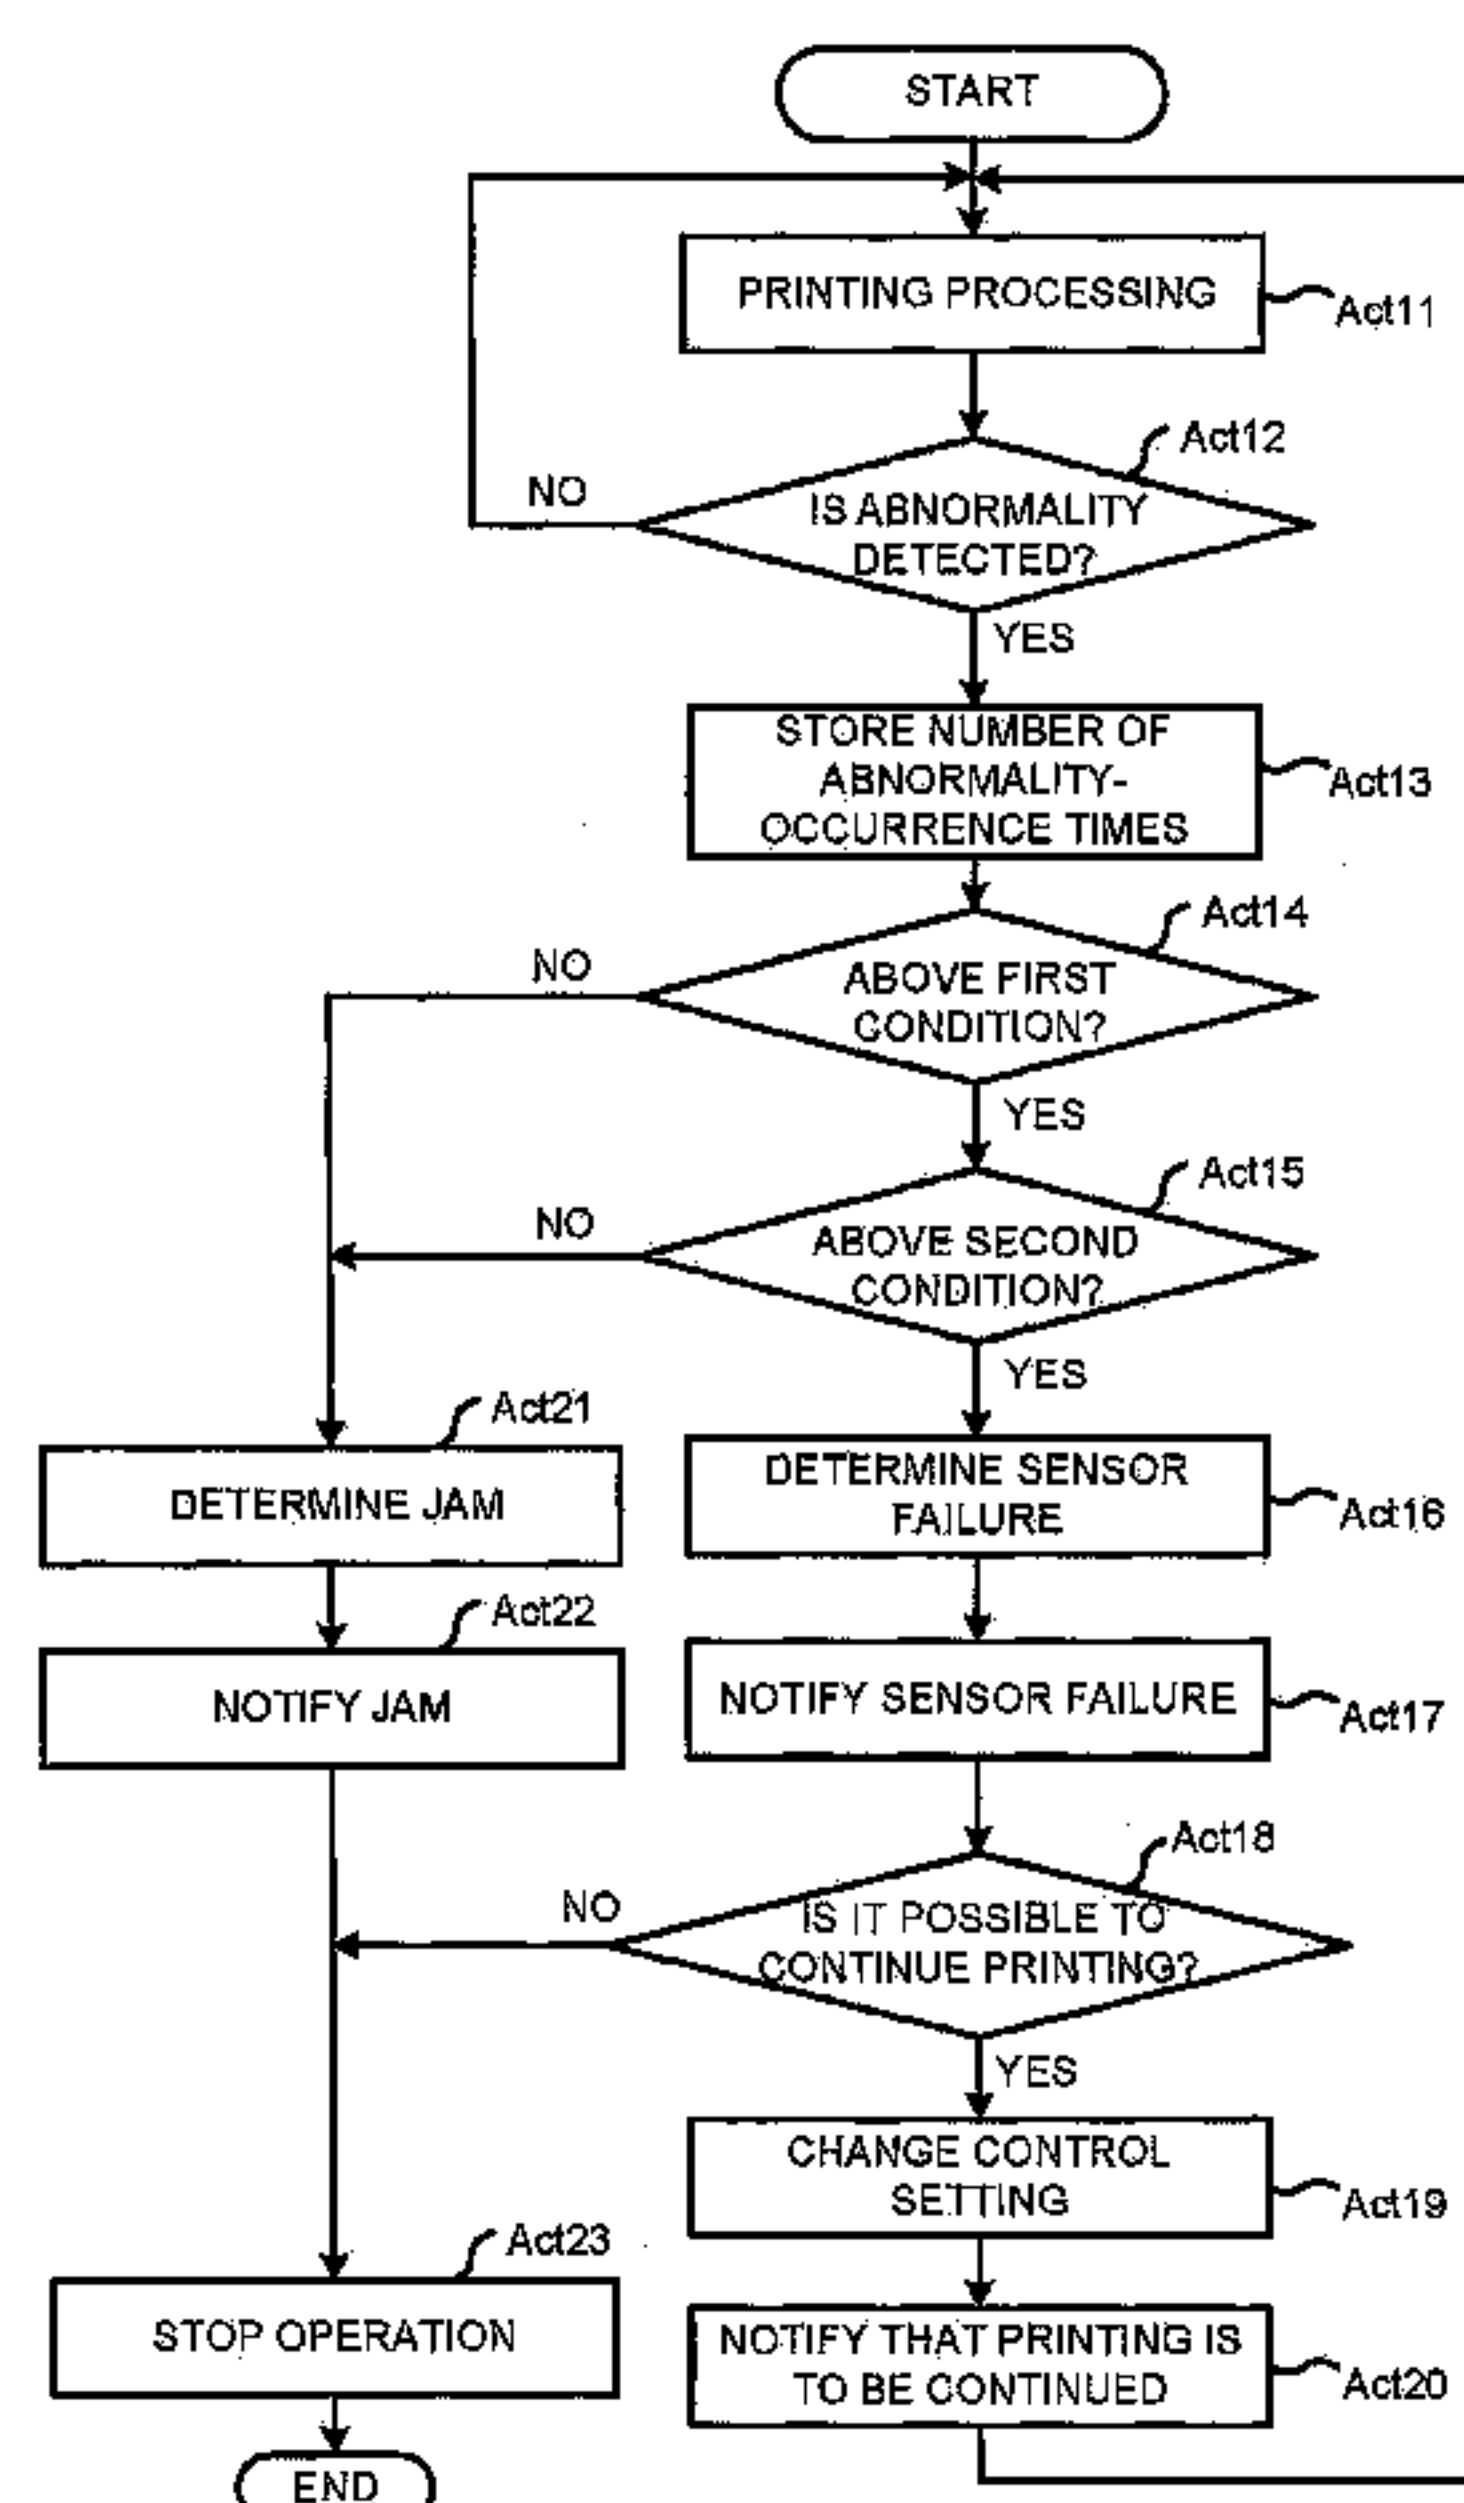 START
PRINTING PROCESSING
Act11
Act12
NO
IS ABNORMALITY
DETECTED?
YES
STORE NUMBER OF
ABNORMALITY-
OCCURRENCE TIMES
Act13
Act14
NO
ABOVE FIRST
CONDITION?
YES
Act15
NO
ABOVE SECOND
CONDITION?
YES
Act21
DETERMINE JAM
DETERMINE SENSOR
FAILURE
Act16
Act22
NOTIFY JAM
NOTIFY SENSOR FAILURE
Act17
Act18
NO
IS IT POSSIBLE TO
CONTINUE PRINTING?
YES
CHANGE CONTROL
SETTING
Act19
Act23
STOP OPERATION
NOTIFY THAT PRINTING IS
TO BE CONTINUED
Act20
END